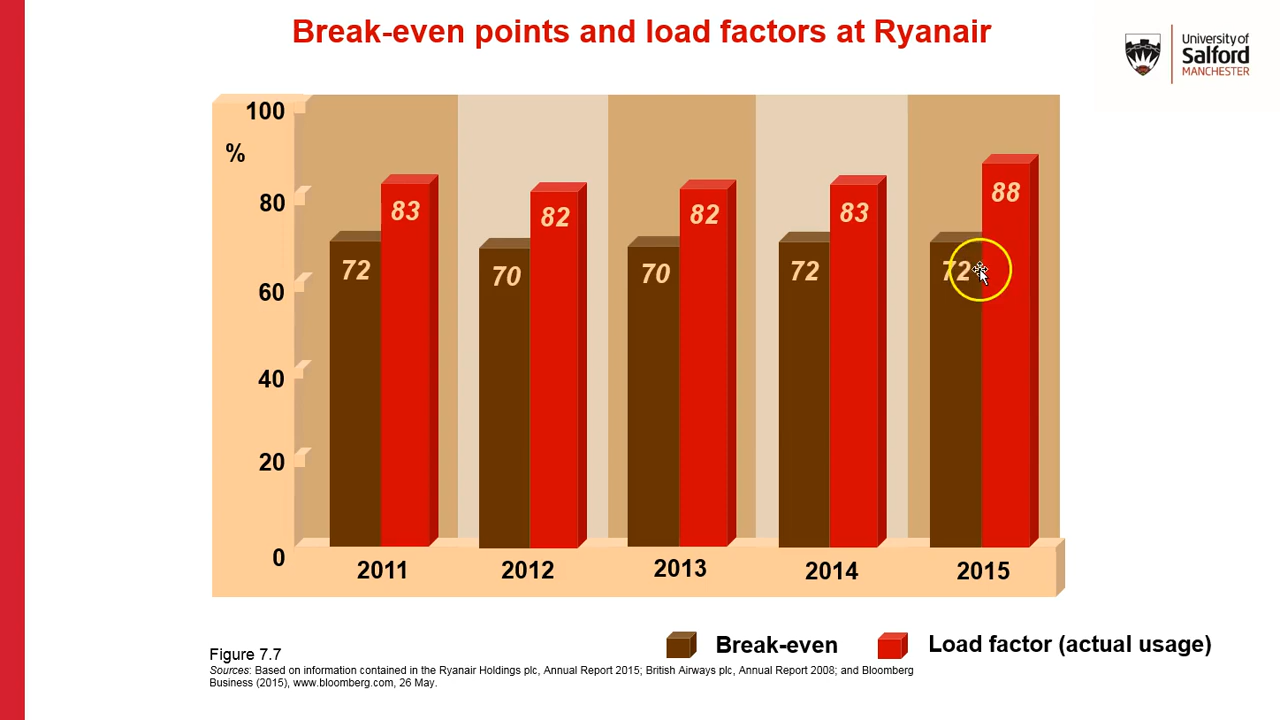 Break-even points and load factors at Ryanair
University of
Salford
MANCHESTER
100
%
80
60
40
20
0
83
72
82
70
82
70
83
72
88
72
2011
2012
2013
2014
2015
Break-even
Load factor (actual usage)
Figure 7.7
Sources: Based on information contained in the Ryanair Holdings plc, Annual Report 2015; British Airways plc, Annual Report 2008; and Bloomberg
Business (2015), www.bloomberg.com, 26 May.